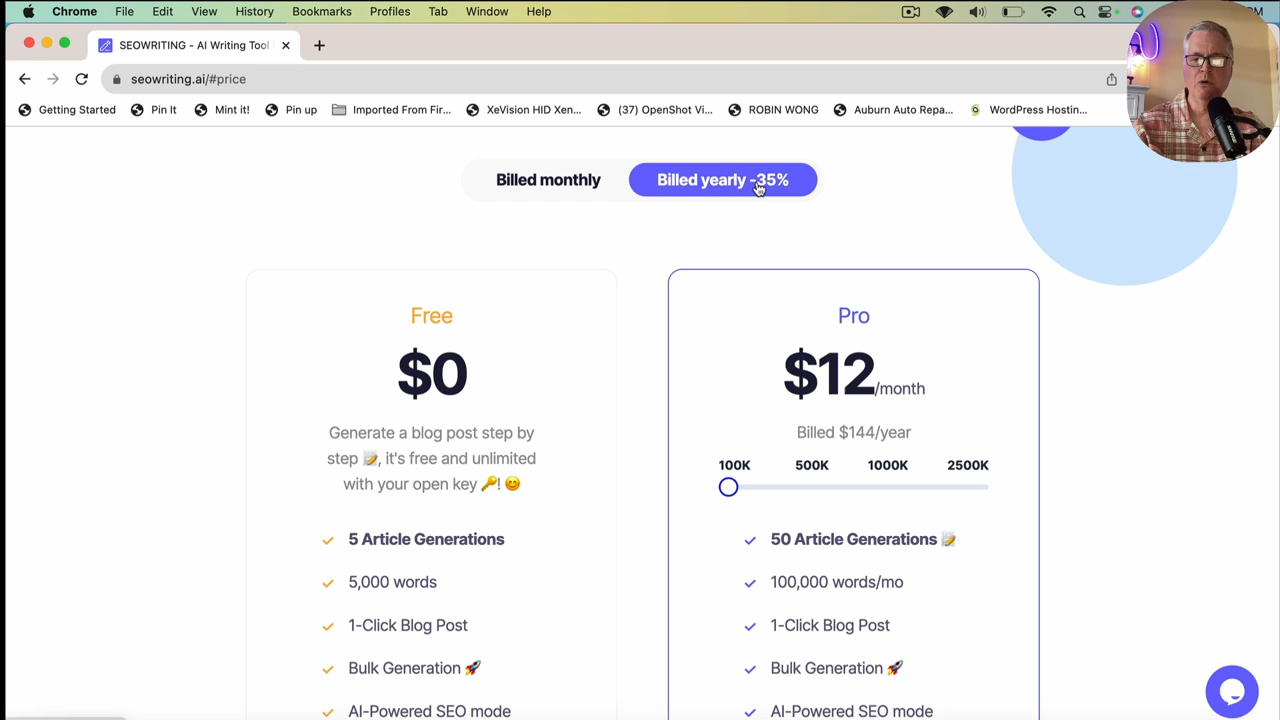 Chrome File Edit View History Bookmarks Profiles Tab Window Help
SEOWRITING - AI Writing Tool
seowriting.ai/#price
Getting Started Pin It Mint it! Pin up Imported From Fir... XeVision HID Xen... (37) OpenShot Vi... ROBIN WONG Auburn Auto Repa... WordPress Hostin...
Billed monthly Billed yearly -35%
Free
$0
Generate a blog post step by
step 📝, it's free and unlimited
with your open key 🔑! 😊
5 Article Generations
5,000 words
1-Click Blog Post
Bulk Generation 🚀
AI-Powered SEO mode
Pro
$12/month
Billed $144/year
100K 500K 1000K 2500K
50 Article Generations 📝
100,000 words/mo
1-Click Blog Post
Bulk Generation 🚀
AI-Powered SEO mode